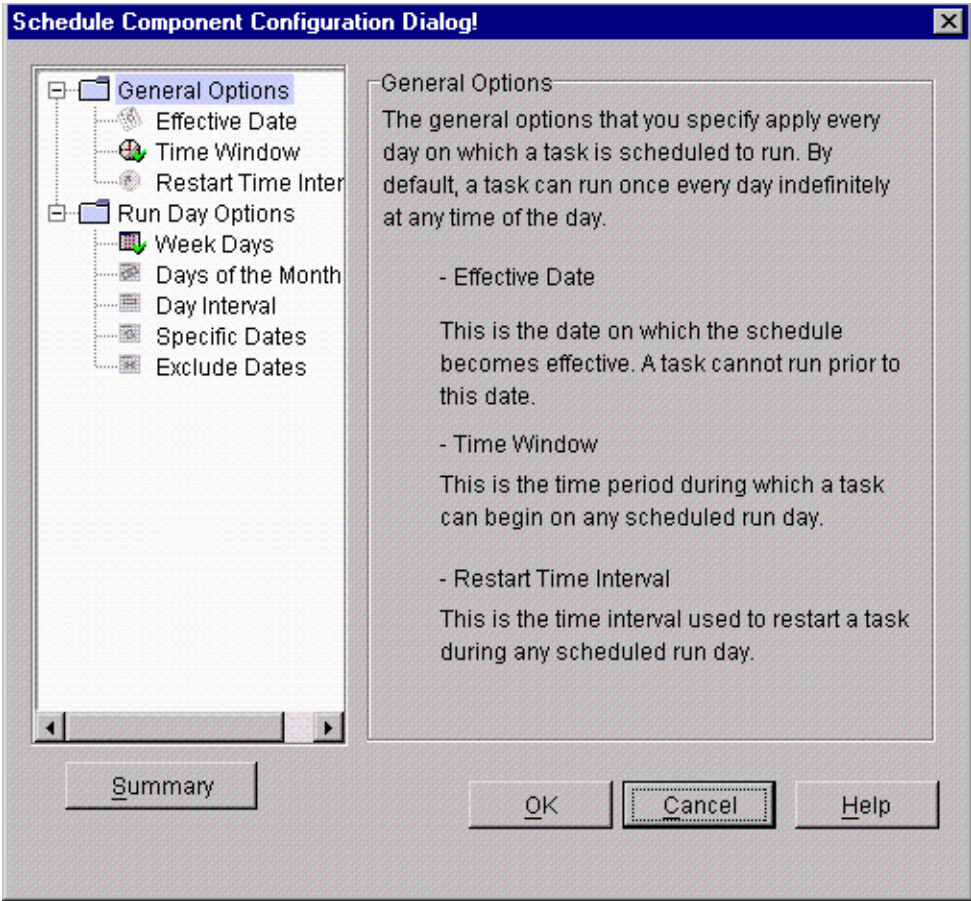 Schedule Component Configuration Dialog!
General Options
Effective Date
Time Window
Restart Time Inter
Run Day Options
Week Days
Days of the Month
Day Interval
Specific Dates
Exclude Dates
Summary
General Options
The general options that you specify apply every
day on which a task is scheduled to run. By
default, a task can run once every day indefinitely
at any time of the day.
- Effective Date
This is the date on which the schedule
becomes effective. A task cannot run prior to
this date.
- Time Window
This is the time period during which a task
can begin on any scheduled run day.
- Restart Time Interval
This is the time interval used to restart a task
during any scheduled run day.
OK
Cancel
Help